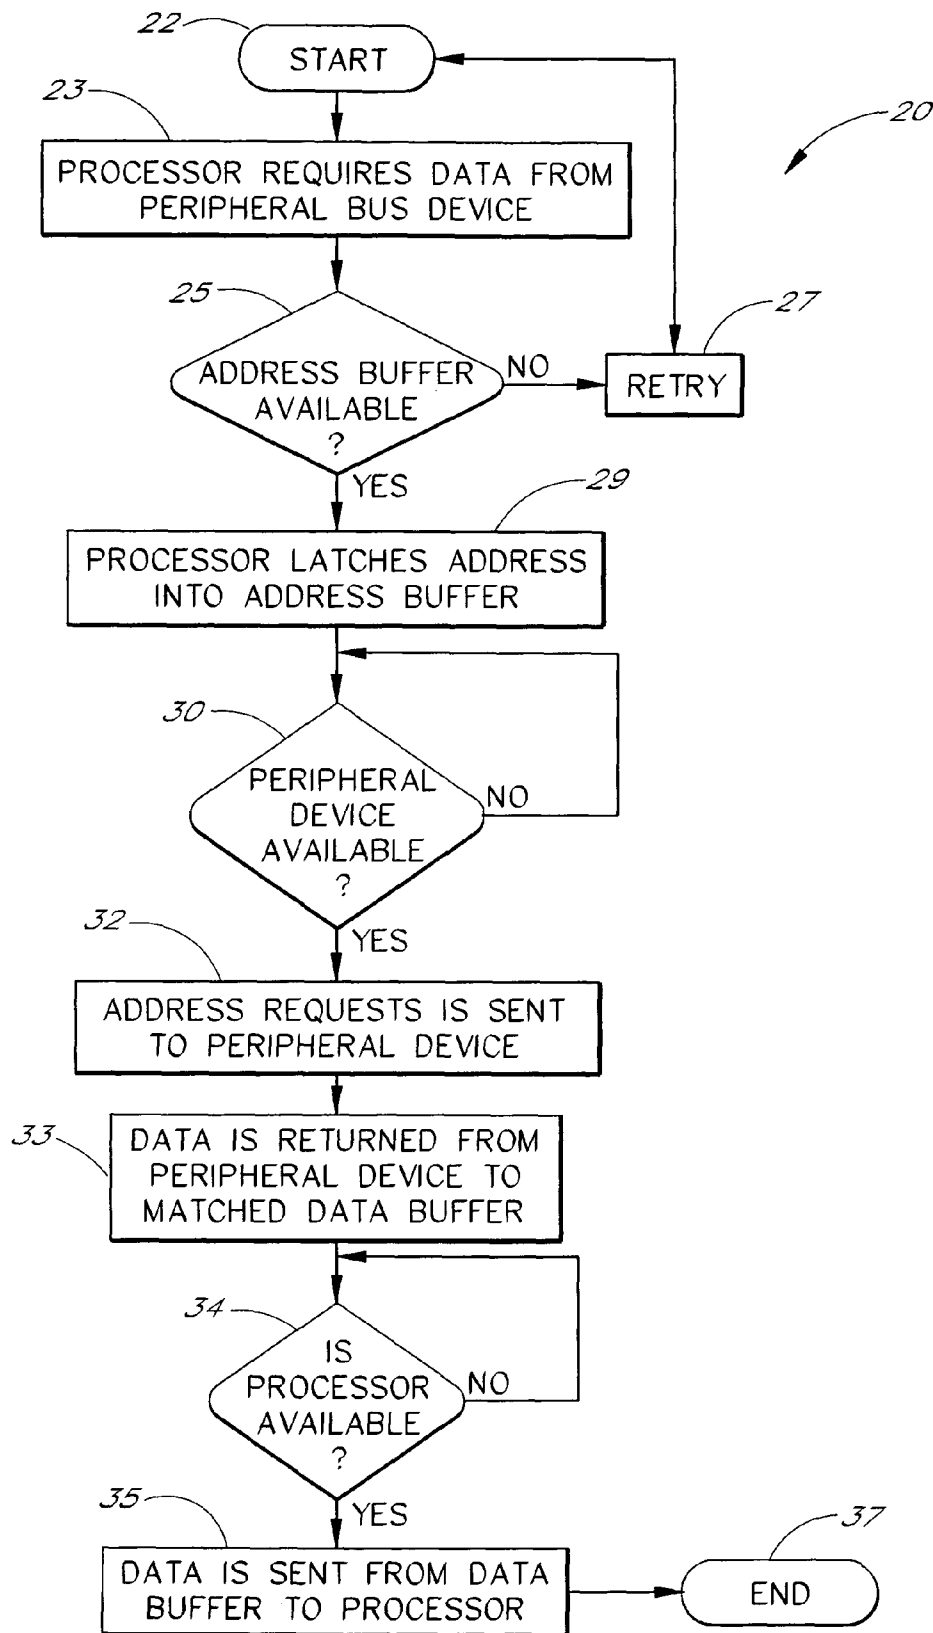 22
START
20
23
PROCESSOR REQUIRES DATA FROM
PERIPHERAL BUS DEVICE
25
ADDRESS BUFFER
AVAILABLE
?
NO
27
RETRY
YES
29
PROCESSOR LATCHES ADDRESS
INTO ADDRESS BUFFER
30
PERIPHERAL
DEVICE
AVAILABLE
?
NO
YES
32
ADDRESS REQUESTS IS SENT
TO PERIPHERAL DEVICE
33
DATA IS RETURNED FROM
PERIPHERAL DEVICE TO
MATCHED DATA BUFFER
34
IS
PROCESSOR
AVAILABLE
?
NO
YES
35
DATA IS SENT FROM DATA
BUFFER TO PROCESSOR
37
END